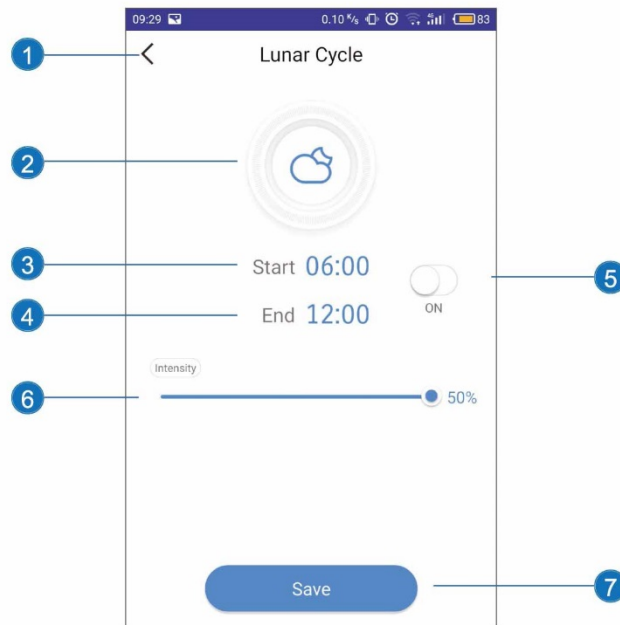 09:29 0.10 K/s 4G 83
1 Lunar Cycle
2
3 Start 06:00
5
4 End 12:00
ON
Intensity
6 50%
Save 7